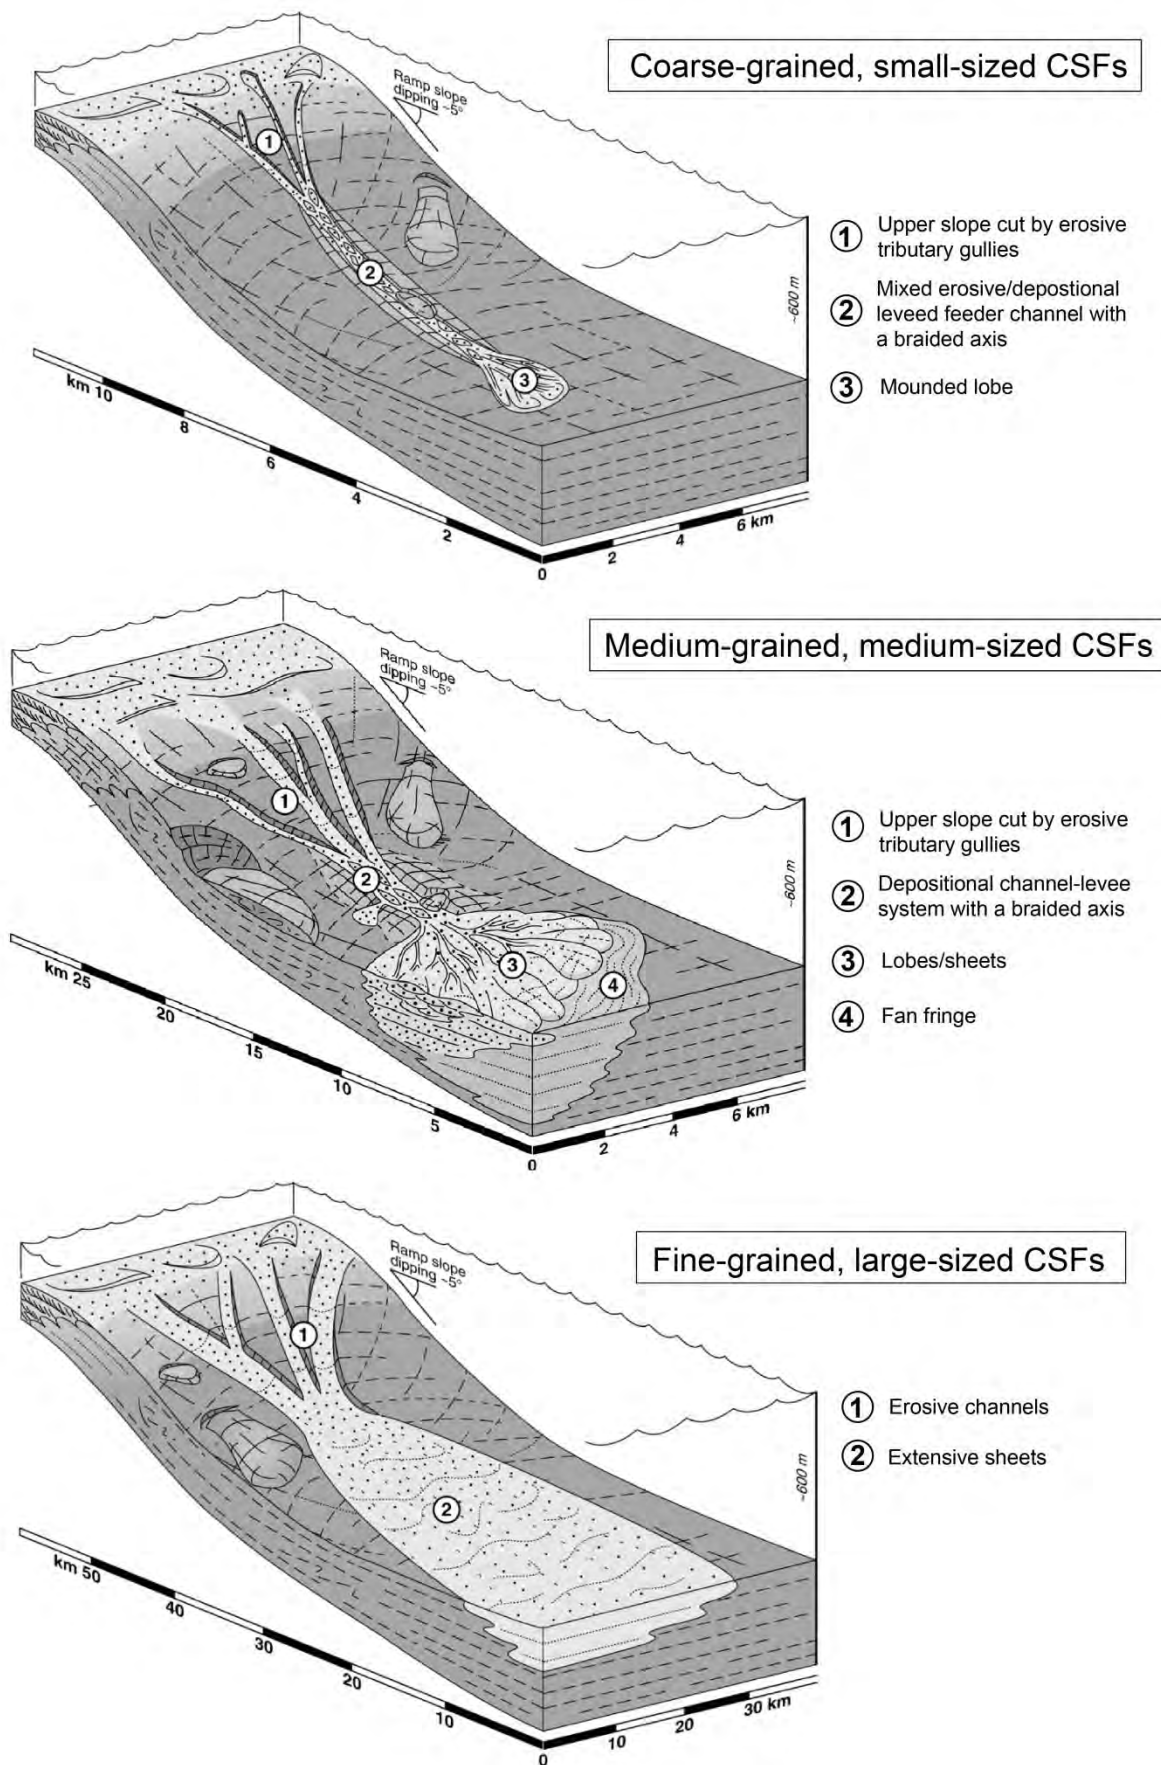 Coarse-grained, small-sized CSFs
Ramp slope
dipping ~5°
1
2
3
1 Upper slope cut by erosive
tributary gullies
2 Mixed erosive/depostional
leveed feeder channel with
a braided axis
3 Mounded lobe
~600 m
km 10
8
6
4
2
0
2
4
6 km
Medium-grained, medium-sized CSFs
Ramp slope
dipping ~5°
1
2
3
4
1 Upper slope cut by erosive
tributary gullies
2 Depositional channel-levee
system with a braided axis
3 Lobes/sheets
4 Fan fringe
~600 m
km 25
20
15
10
5
0
2
4
6 km
Fine-grained, large-sized CSFs
Ramp slope
dipping ~5°
1
2
1 Erosive channels
2 Extensive sheets
~600 m
km 50
40
30
20
10
0
10
20
30 km